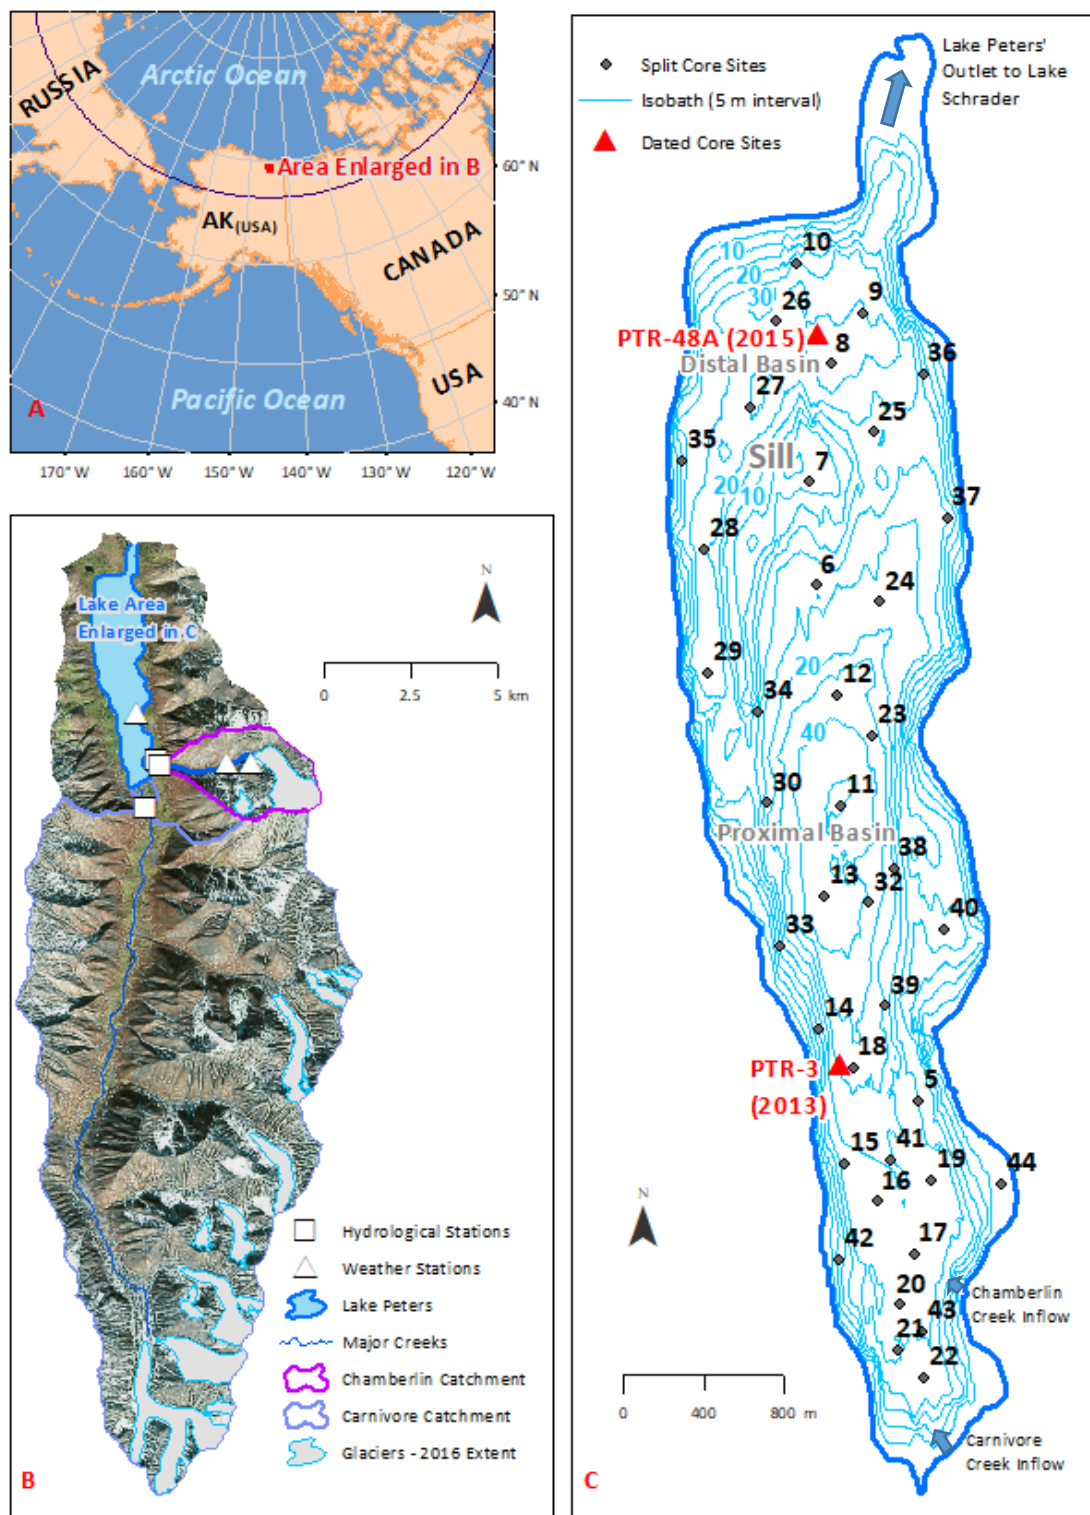 RUSSIA
Arctic Ocean
Area Enlarged in B
AK(USA)
CANADA
USA
Pacific Ocean
A
60° N
50° N
40° N
170°W
160°W
150°W
140°W
130°W
120°W
Lake Area
Enlarged in C
N
0
2.5
5 km
Hydrological Stations
Weather Stations
Lake Peters
Major Creeks
Chamberlin Catchment
Carnivore Catchment
Glaciers - 2016 Extent
B
Split Core Sites
Isobath (5 m interval)
Dated Core Sites
Lake Peters'
Outlet to Lake
Schrader
10
10
20
30
26
9
PTR-48A (2015)
8
Distal Basin
36
27
25
35
Sill
7
20
10
37
28
6
24
20
29
12
34
23
40
30
11
Proximal Basin
38
13
32
40
33
39
14
18
PTR-3
(2013)
5
15
41
19
44
16
42
17
20
Chamberlin
Creek Inflow
43
21
22
N
0
400
800 m
Carnivore
Creek Inflow
C